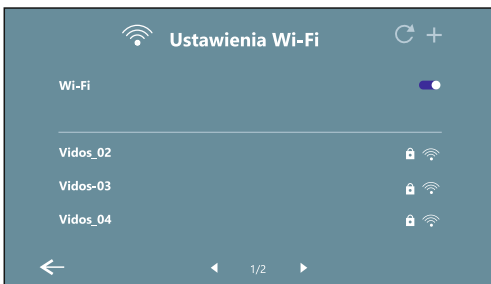 Ustawienia Wi-Fi
Wi-Fi
Vidos_02
Vidos-03
Vidos_04
1/2